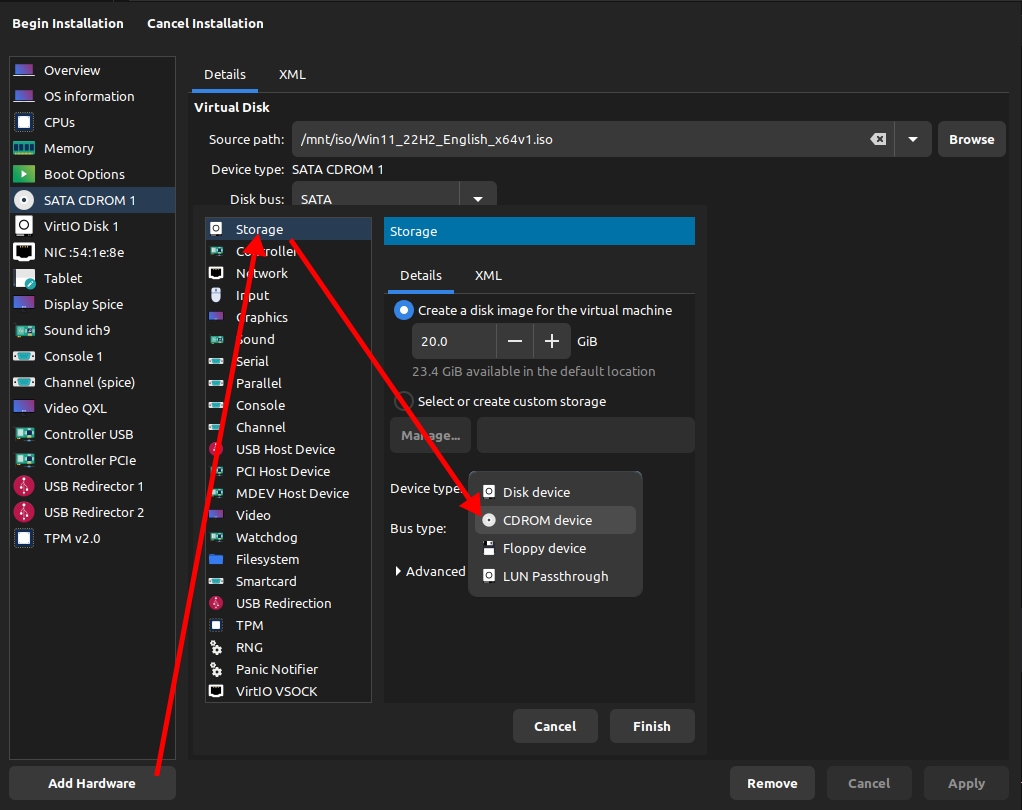 Begin Installation Cancel Installation
Overview
OS information
CPUs
Memory
Boot Options
SATA CDROM 1
VirtIO Disk 1
NIC :54:1e:8e
Tablet
Display Spice
Sound ich9
Console 1
Channel (spice)
Video QXL
Controller USB
Controller PCIe
USB Redirector 1
USB Redirector 2
TPM v2.0
Add Hardware
Details XML
Virtual Disk
Source path: /mnt/iso/Win11_22H2_English_x64v1.iso Browse
Device type: SATA CDROM 1
Disk bus: SATA
Storage
Controller
Network
Input
Graphics
Sound
Serial
Parallel
Console
Channel
USB Host Device
PCI Host Device
MDEV Host Device
Video
Watchdog
Filesystem
Smartcard
USB Redirection
TPM
RNG
Panic Notifier
VirtIO VSOCK
Storage
Details XML
Create a disk image for the virtual machine
20.0 − + GiB
23.4 GiB available in the default location
Select or create custom storage
Manage...
Device type:
Disk device
CDROM device
Floppy device
LUN Passthrough
Bus type:
Advanced
Cancel Finish
Remove Cancel Apply